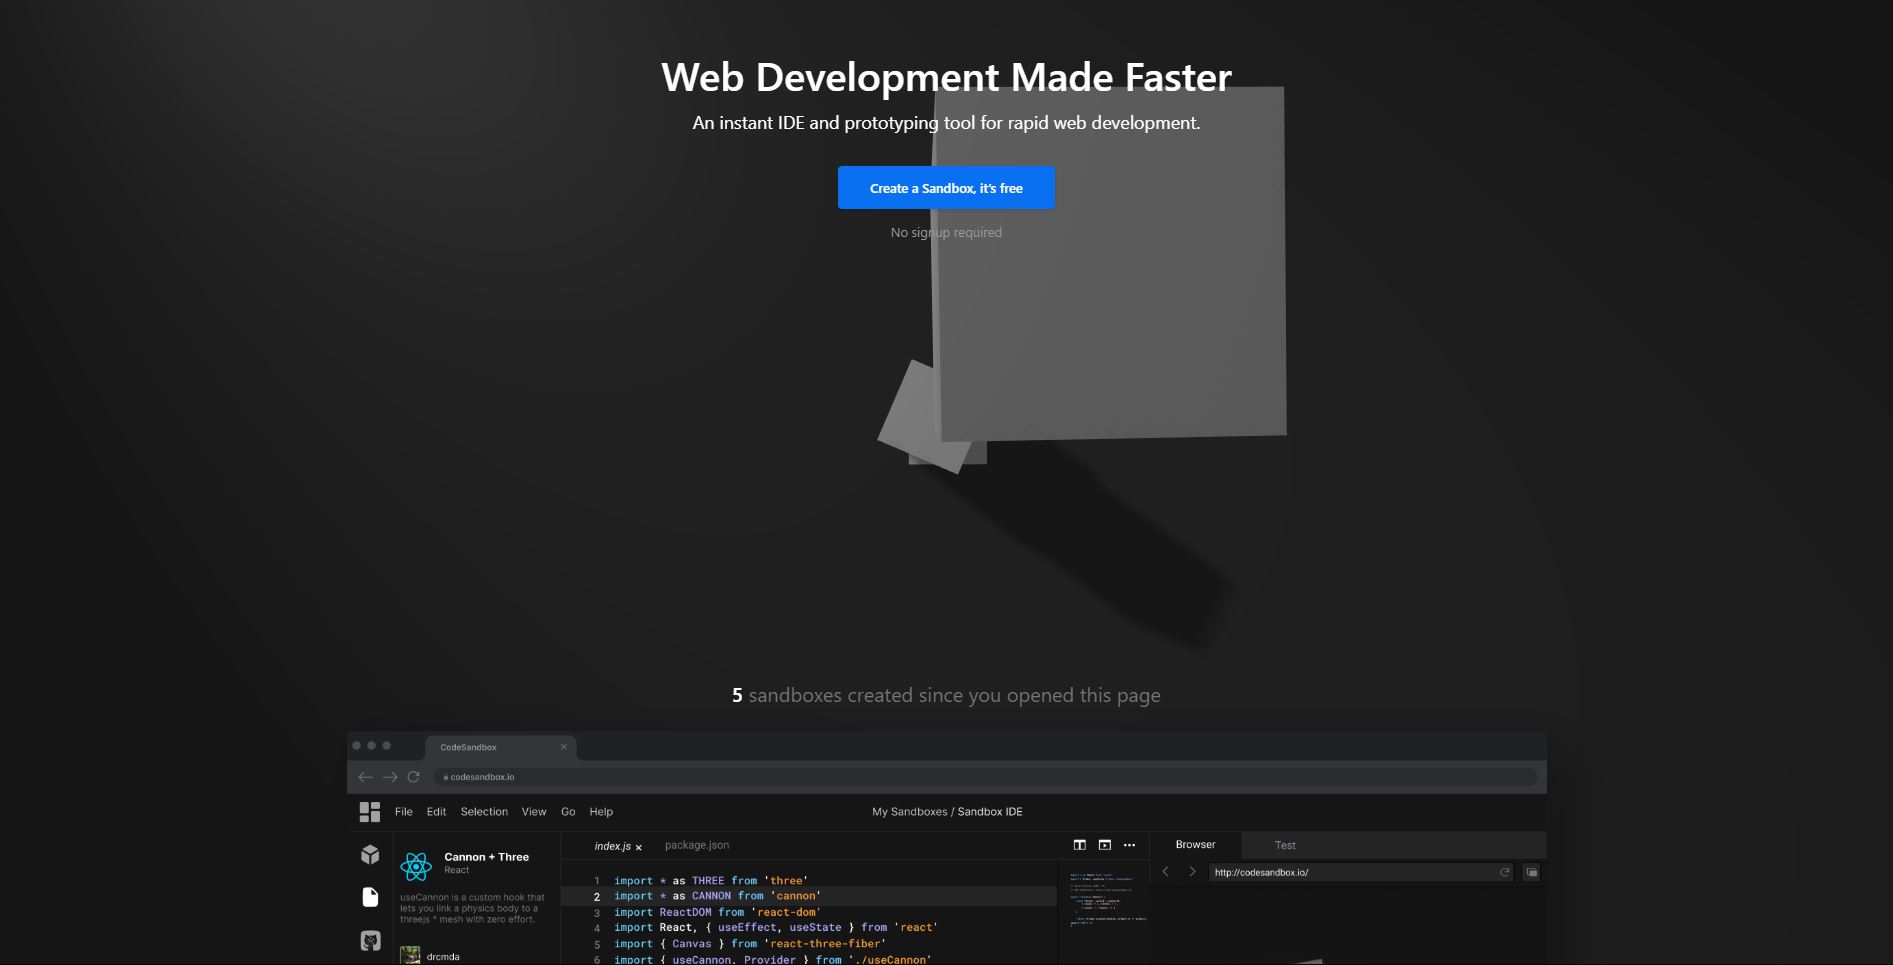 Web Development Made Faster
An instant IDE and prototyping tool for rapid web development.
Create a Sandbox, it's free
No signup required
5 sandboxes created since you opened this page
CodeSandbox
codesandbox.io
File Edit Selection View Go Help
My Sandboxes / Sandbox IDE
Cannon + Three
React
useCannon is a custom hook that
lets you link a physics body to a
threejs * mesh with zero effort.
drcmda
index.js package.json
1 import * as THREE from 'three'
2 import * as CANNON from 'cannon'
3 import ReactDOM from 'react-dom'
4 import React, { useEffect, useState } from 'react'
5 import { Canvas } from 'react-three-fiber'
6 import { useCannon, Provider } from './useCannon'
Browser Test
http://codesandbox.io/